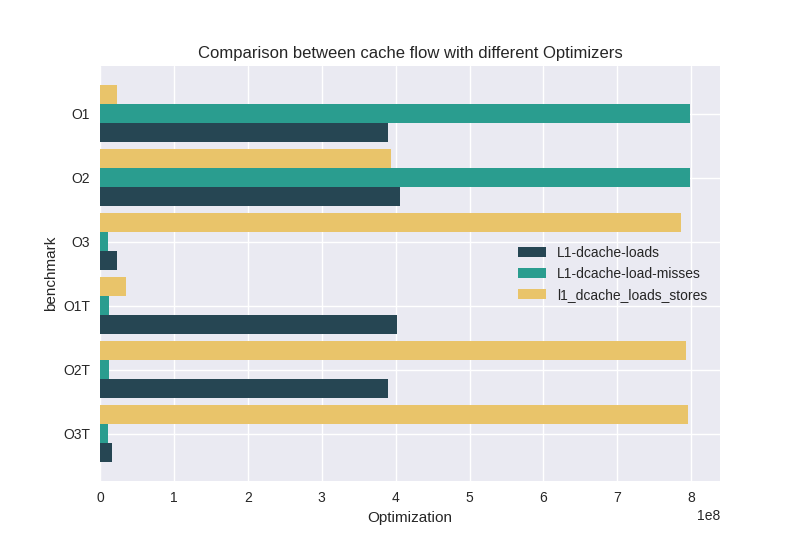 Comparison between cache flow with different Optimizers
benchmark
O1
O2
O3
O1T
O2T
O3T
L1-dcache-loads
L1-dcache-load-misses
l1_dcache_loads_stores
0 1 2 3 4 5 6 7 8
1e8
Optimization